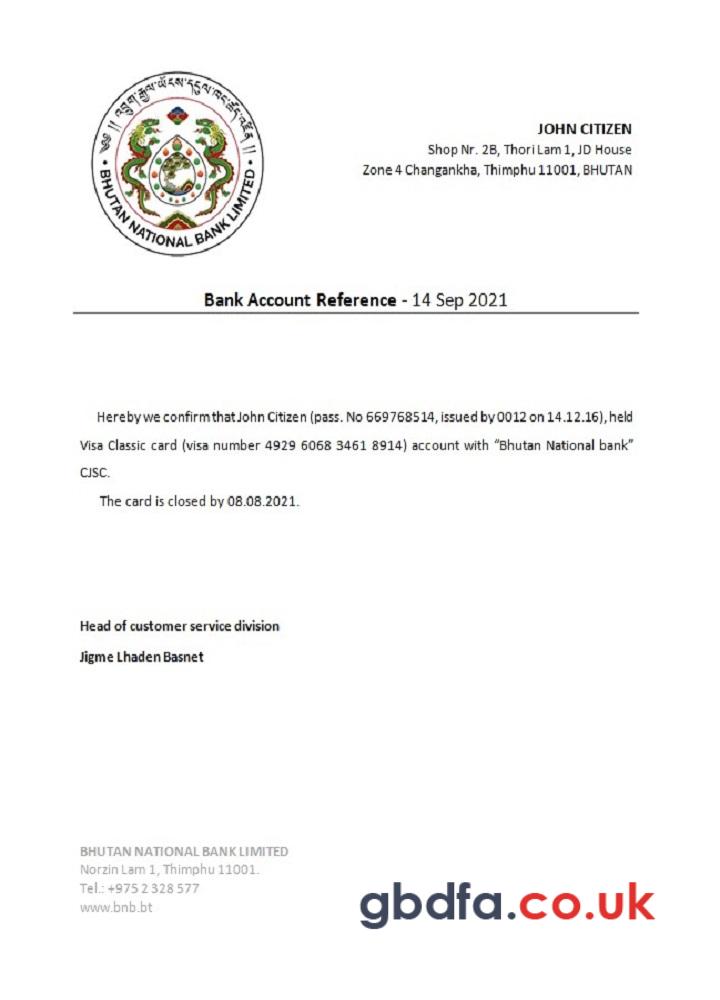 BHUTAN NATIONAL BANK LIMITED
JOHN CITIZEN
Shop Nr. 2B, Thori Lam 1, JD House
Zone 4 Changankha, Thimphu 11001, BHUTAN
Bank Account Reference - 14 Sep 2021
Hereby we confirm that John Citizen (pass. No 669768514, issued by 0012 on 14.12.16), held
Visa Classic card (visa number 4929 6068 3461 8914) account with “Bhutan National bank”
CJSC.
The card is closed by 08.08.2021.
Head of customer service division
Jigme Lhaden Basnet
BHUTAN NATIONAL BANK LIMITED
Norzin Lam 1, Thimphu 11001.
Tel.: +975 2 328 577
www.bnb.bt
gbdfa.co.uk